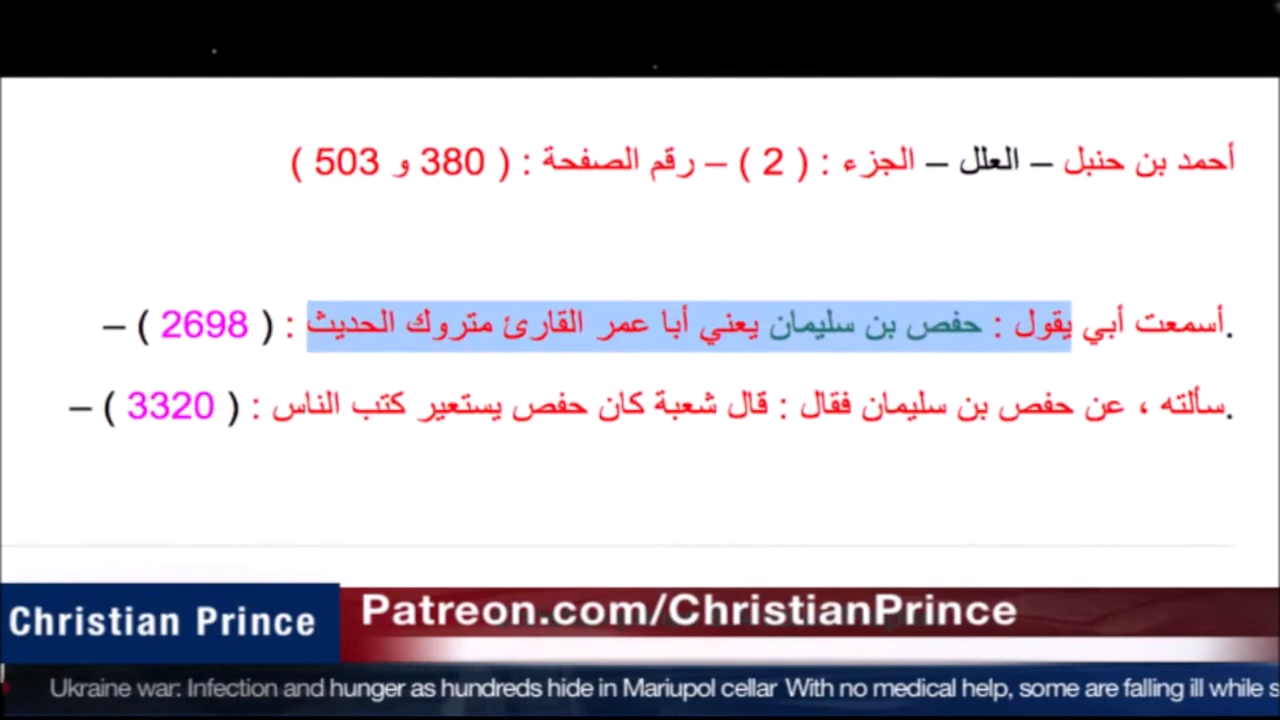 أحمد بن حنبل – العلل – الجزء : ( 2 ) – رقم الصفحة : ( 380 و 503 )
.أسمعت أبي يقول : حفص بن سليمان يعني أبا عمر القارئ متروك الحديث : ( 2698 ) –
.سألته ، عن حفص بن سليمان فقال : قال شعبة كان حفص يستعير كتب الناس : ( 3320 ) –
Christian Prince
Patreon.com/ChristianPrince
Ukraine war: Infection and hunger as hundreds hide in Mariupol cellar With no medical help, some are falling ill while s